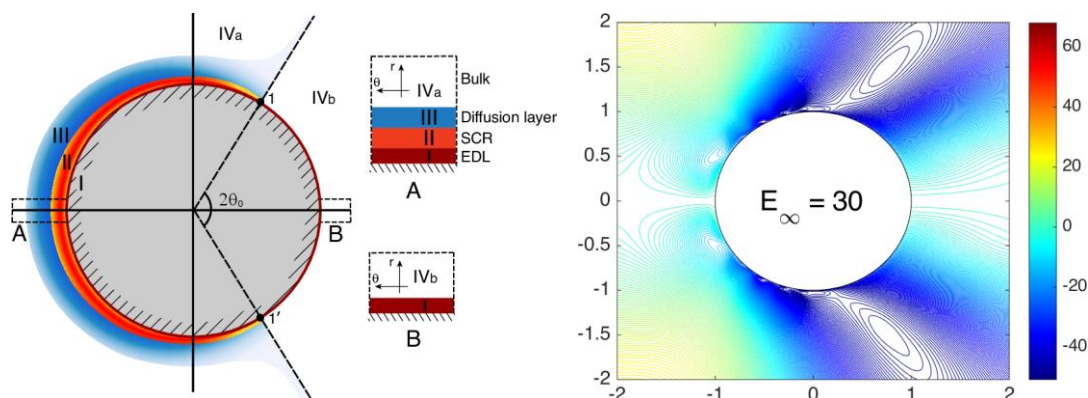 IVa
IVb
III
II
I
1
2θ₀
A
B
1'
r
θ
IVa
Bulk
III
Diffusion layer
II
SCR
I
EDL
A
r
θ
IVb
I
B
2
1.5
1
0.5
0
-0.5
-1
-1.5
-2
-2
-1
0
1
2
E∞ = 30
60
40
20
0
-20
-40